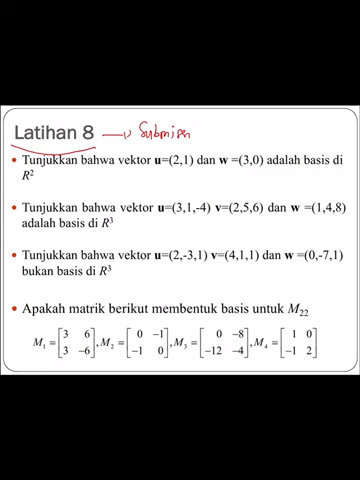 Latihan 8 → Submisi
• Tunjukkan bahwa vektor u=(2,1) dan w =(3,0) adalah basis di
R²
• Tunjukkan bahwa vektor u=(3,1,-4) v=(2,5,6) dan w =(1,4,8)
adalah basis di R³
• Tunjukkan bahwa vektor u=(2,-3,1) v=(4,1,1) dan w =(0,-7,1)
bukan basis di R³
• Apakah matrik berikut membentuk basis untuk M₂₂
M₁ = [3 6; 3 −6], M₂ = [0 −1; −1 0], M₃ = [0 −8; −12 −4], M₄ = [1 0; −1 2]